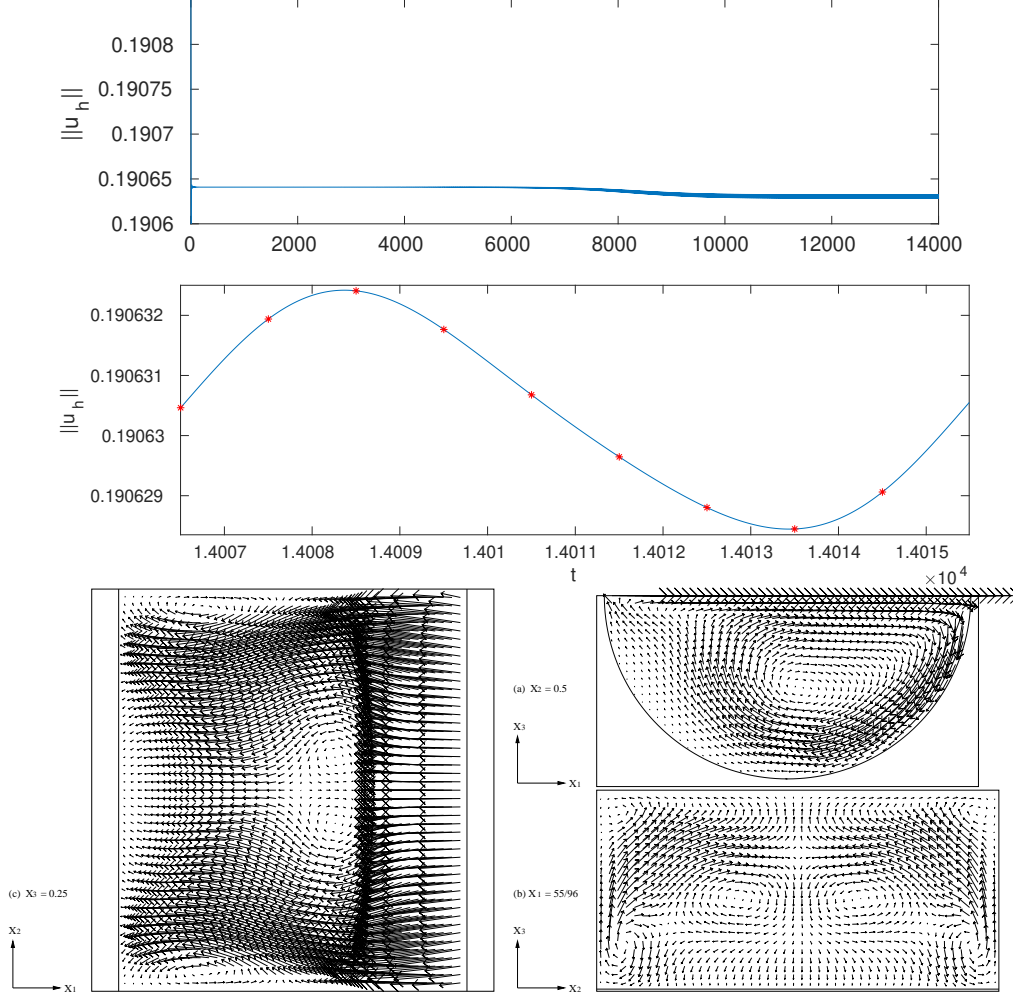 0.1908
0.19075
0.1907
0.19065
0.1906
||u_h||
0 2000 4000 6000 8000 10000 12000 14000
0.190632
0.190631
0.19063
0.190629
||u_h||
1.4007 1.4008 1.4009 1.401 1.4011 1.4012 1.4013 1.4014 1.4015
t
×10^4
(c) X3 = 0.25
X2
X1
(a) X2 = 0.5
X3
X1
(b) X1 = 55/96
X3
X2